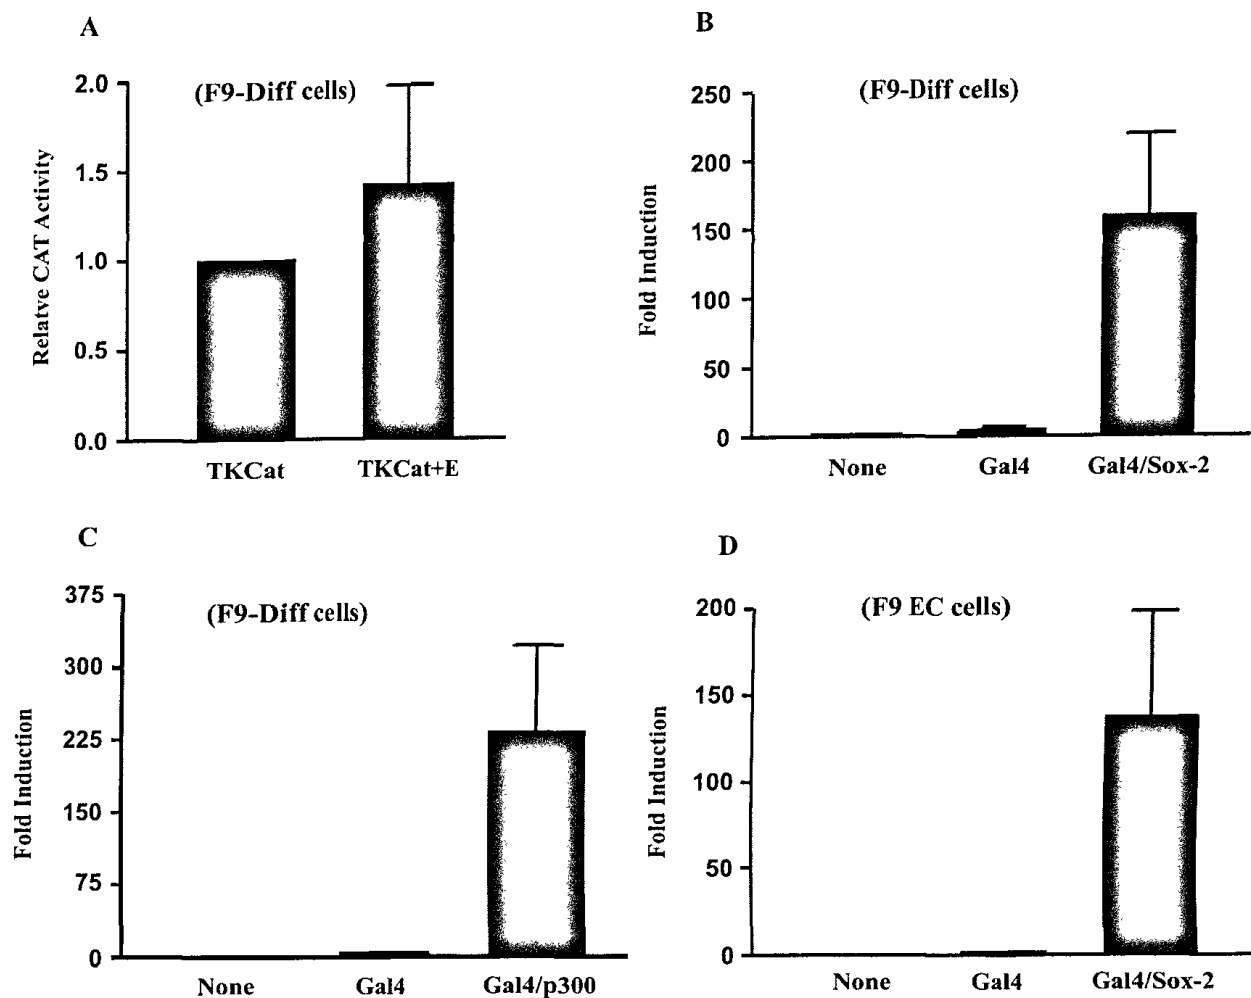 A
(F9-Diff cells)
Relatve CAT Activity
2.0
1.5
1.0
0.5
0.0
TKCat
TKCat+E
B
(F9-Diff cells)
Fold Induction
250
200
150
100
50
0
None
Gal4
Gal4/Sox-2
C
(F9-Diff cells)
Fold Induction
375
300
225
150
75
0
None
Gal4
Gal4/p300
D
(F9 EC cells)
Fold Induction
200
150
100
50
0
None
Gal4
Gal4/Sox-2